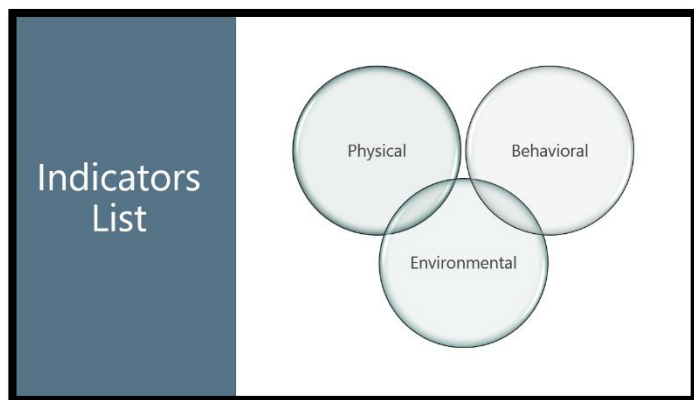 Indicators
List
Physical
Behavioral
Environmental